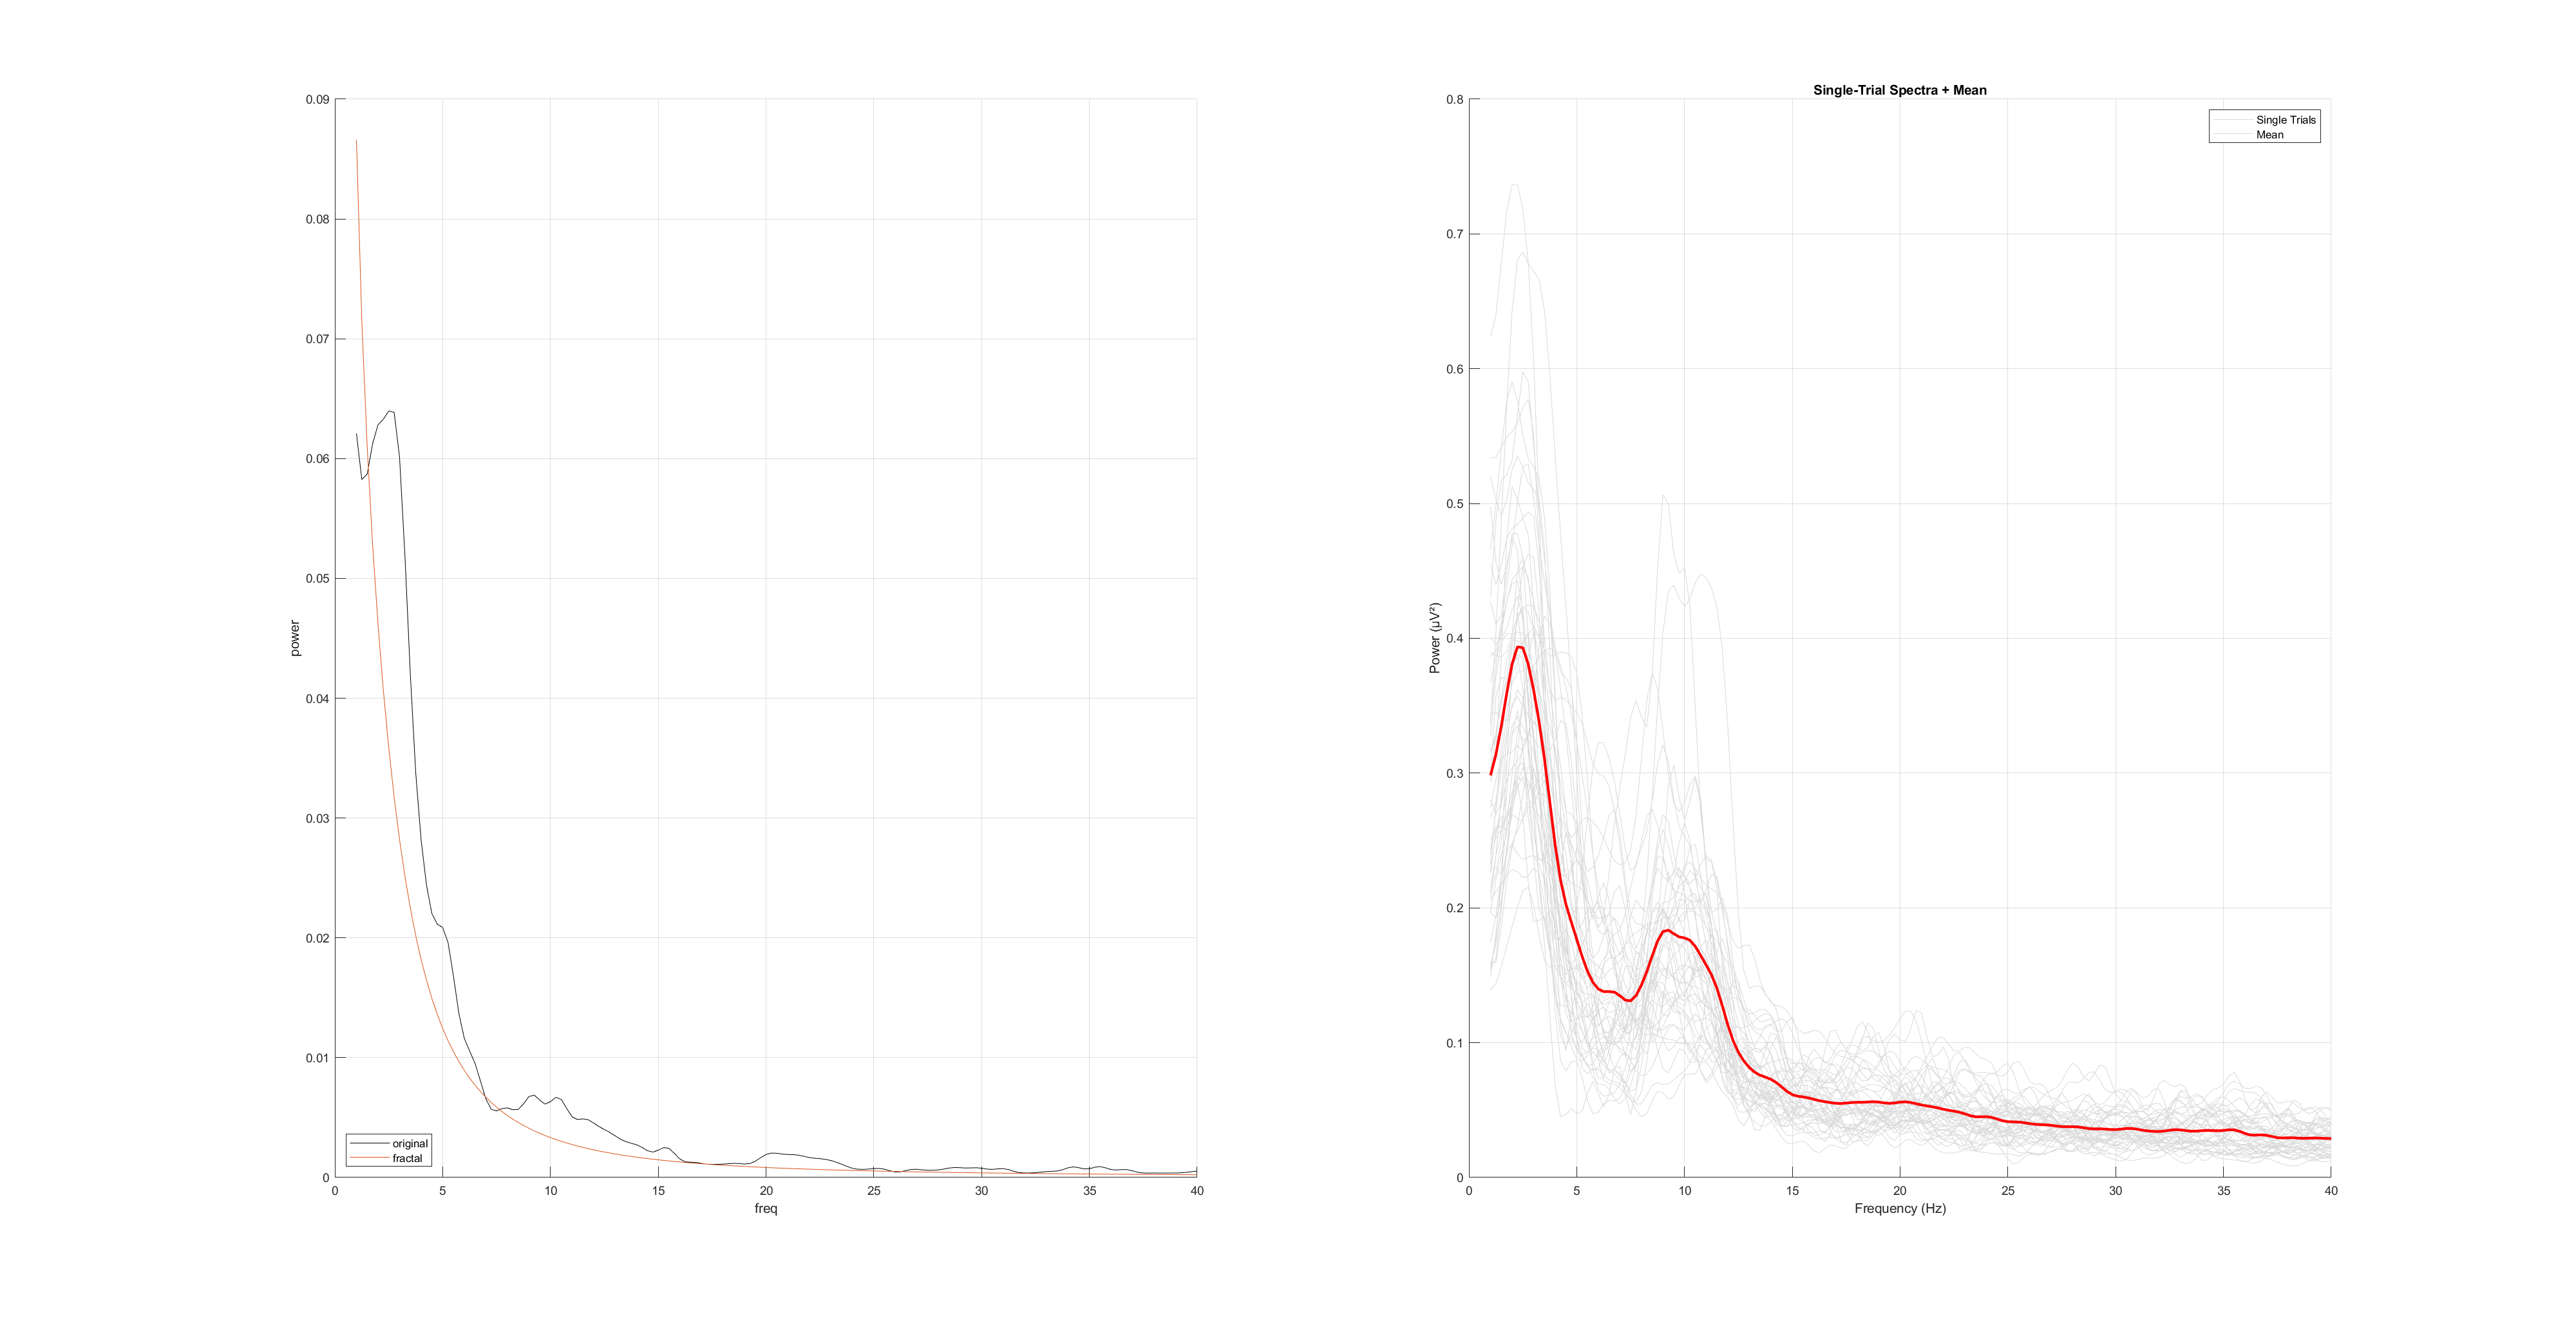 0.09
0.08
0.07
0.06
0.05
0.04
0.03
0.02
0.01
0
power
original
fractal
0 5 10 15 20 25 30 35 40
freq
Single-Trial Spectra + Mean
0.8
0.7
0.6
0.5
0.4
0.3
0.2
0.1
0
Power (µV²)
Single Trials
Mean
0 5 10 15 20 25 30 35 40
Frequency (Hz)